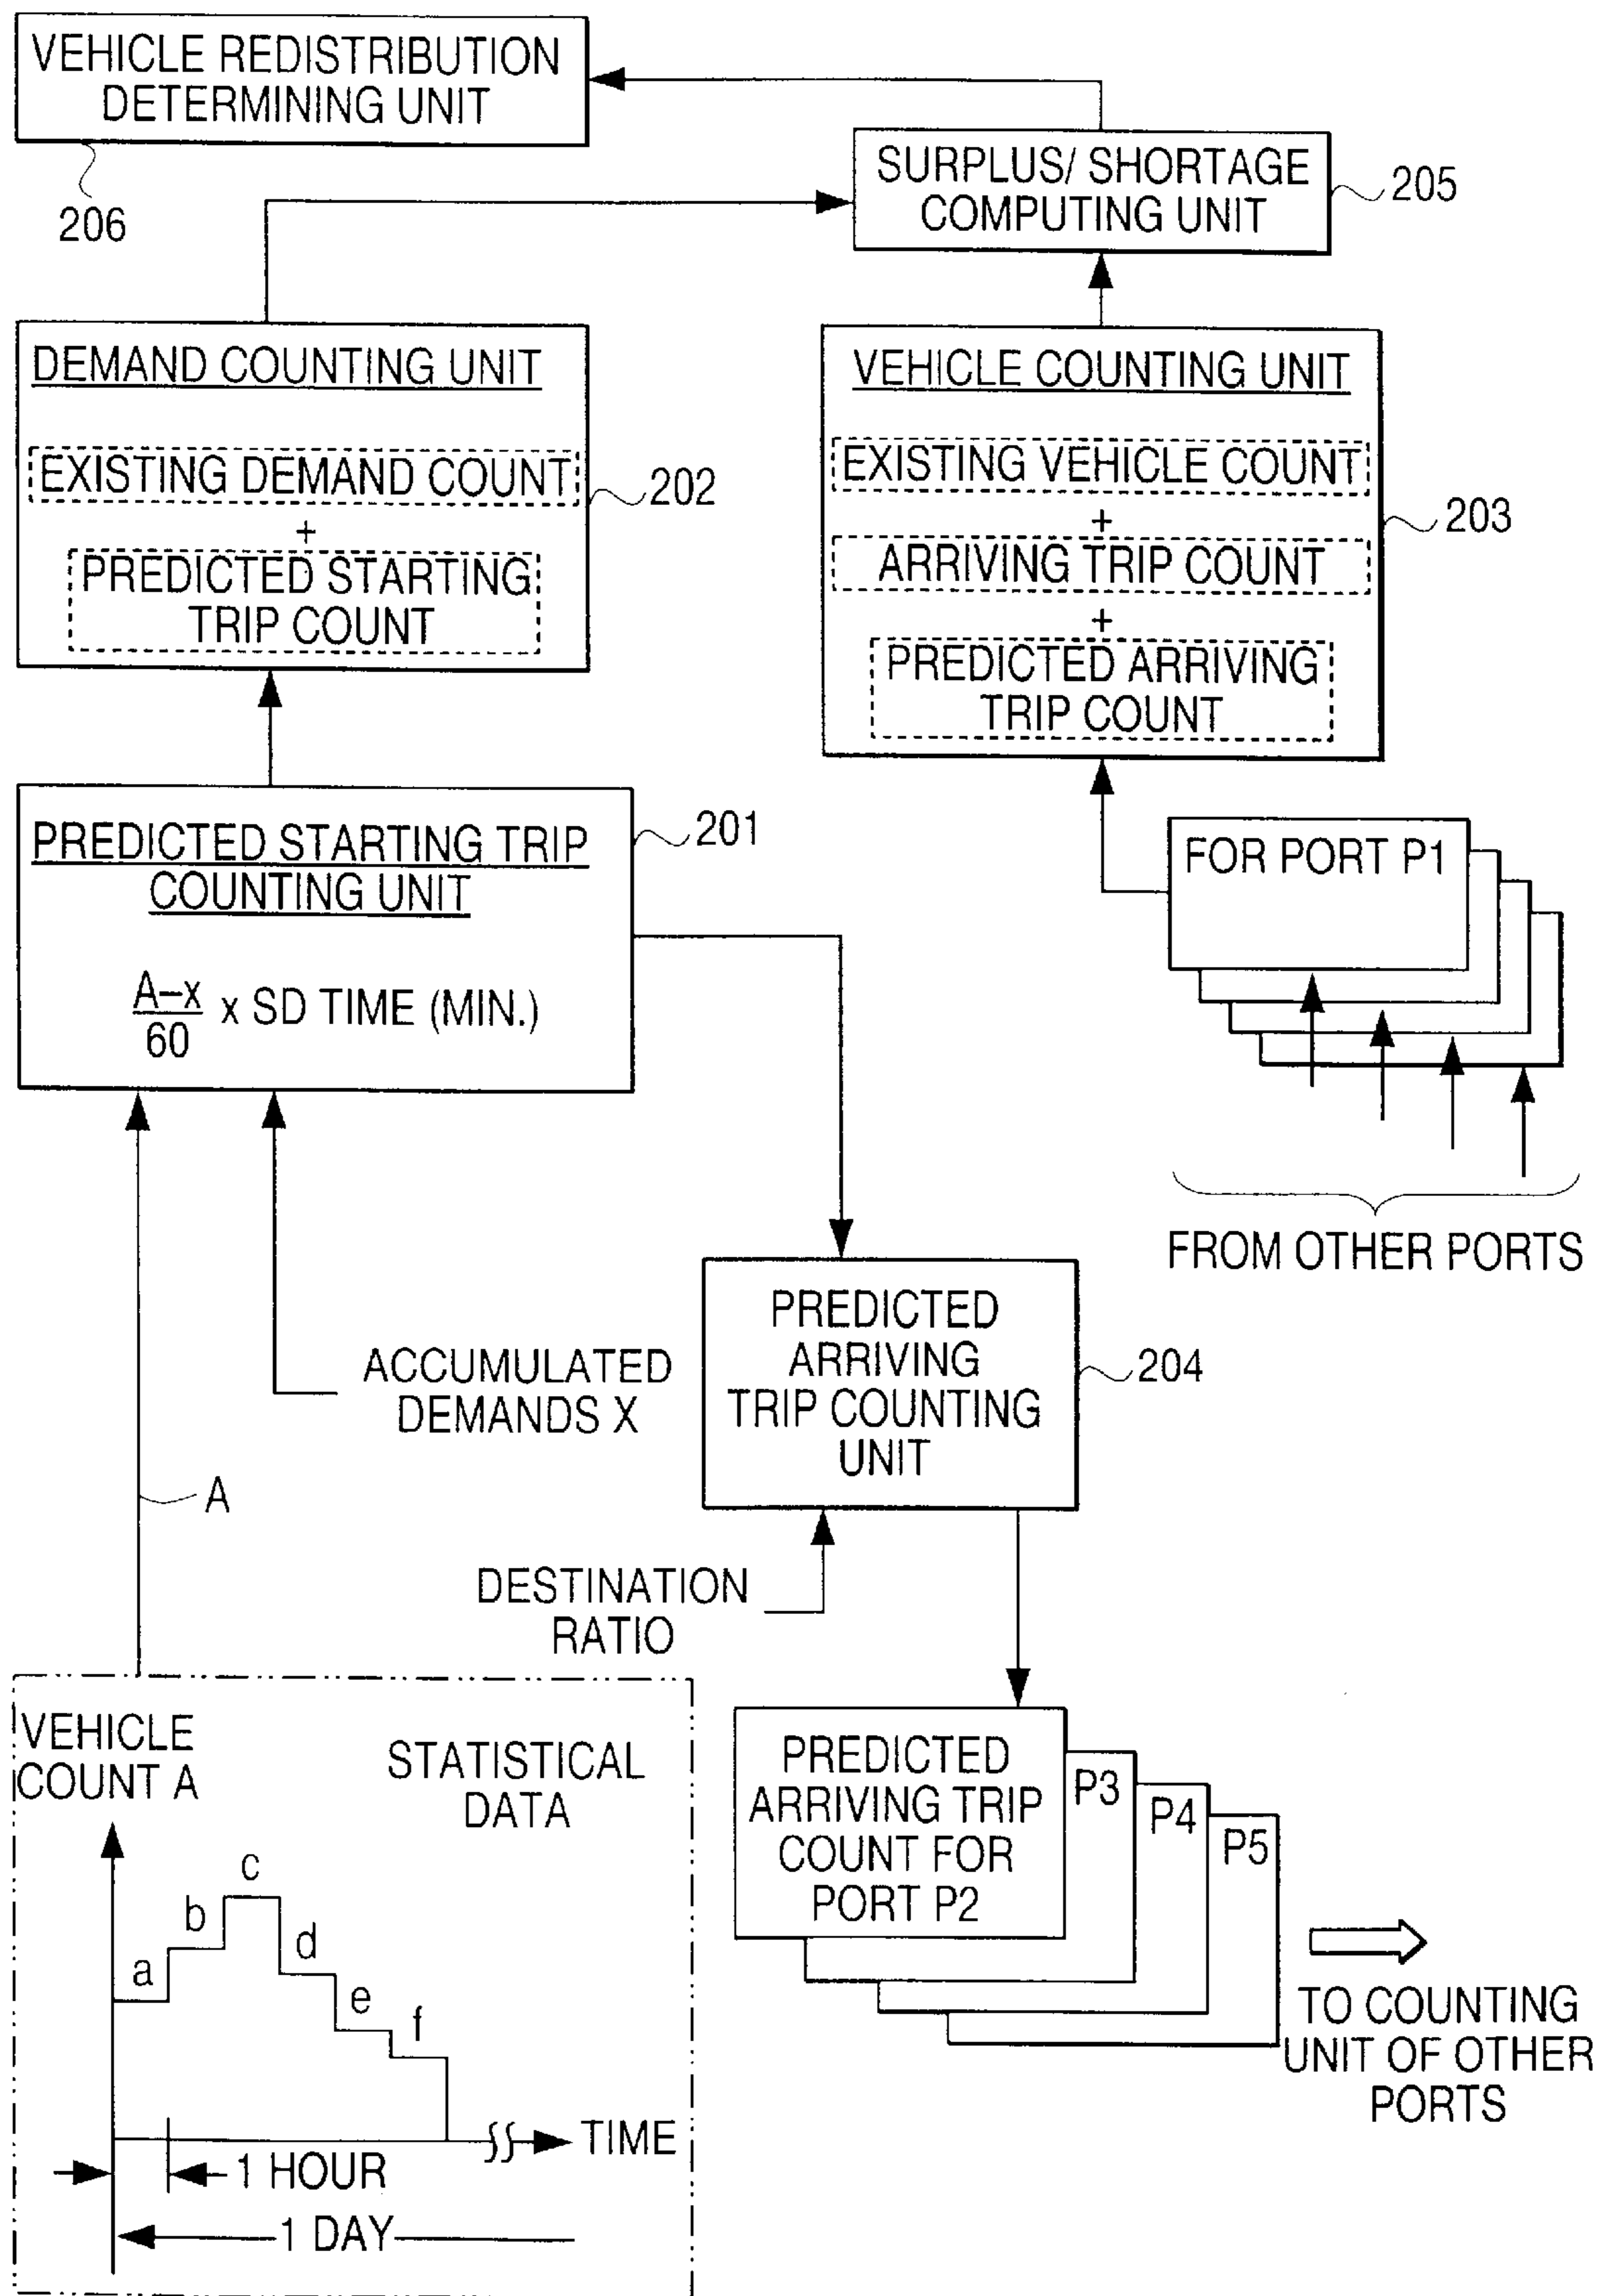 VEHICLE REDISTRIBUTION
DETERMINING UNIT
206
SURPLUS/ SHORTAGE
COMPUTING UNIT
205
DEMAND COUNTING UNIT
EXISTING DEMAND COUNT
+
PREDICTED STARTING
TRIP COUNT
202
VEHICLE COUNTING UNIT
EXISTING VEHICLE COUNT
+
ARRIVING TRIP COUNT
+
PREDICTED ARRIVING
TRIP COUNT
203
PREDICTED STARTING TRIP
COUNTING UNIT
A–x
60
x SD TIME (MIN.)
201
FOR PORT P1
FROM OTHER PORTS
ACCUMULATED
DEMANDS X
A
PREDICTED
ARRIVING
TRIP COUNTING
UNIT
204
DESTINATION
RATIO
VEHICLE
COUNT A
STATISTICAL
DATA
a
b
c
d
e
f
TIME
1 HOUR
1 DAY
PREDICTED
ARRIVING TRIP
COUNT FOR
PORT P2
P3
P4
P5
TO COUNTING
UNIT OF OTHER
PORTS